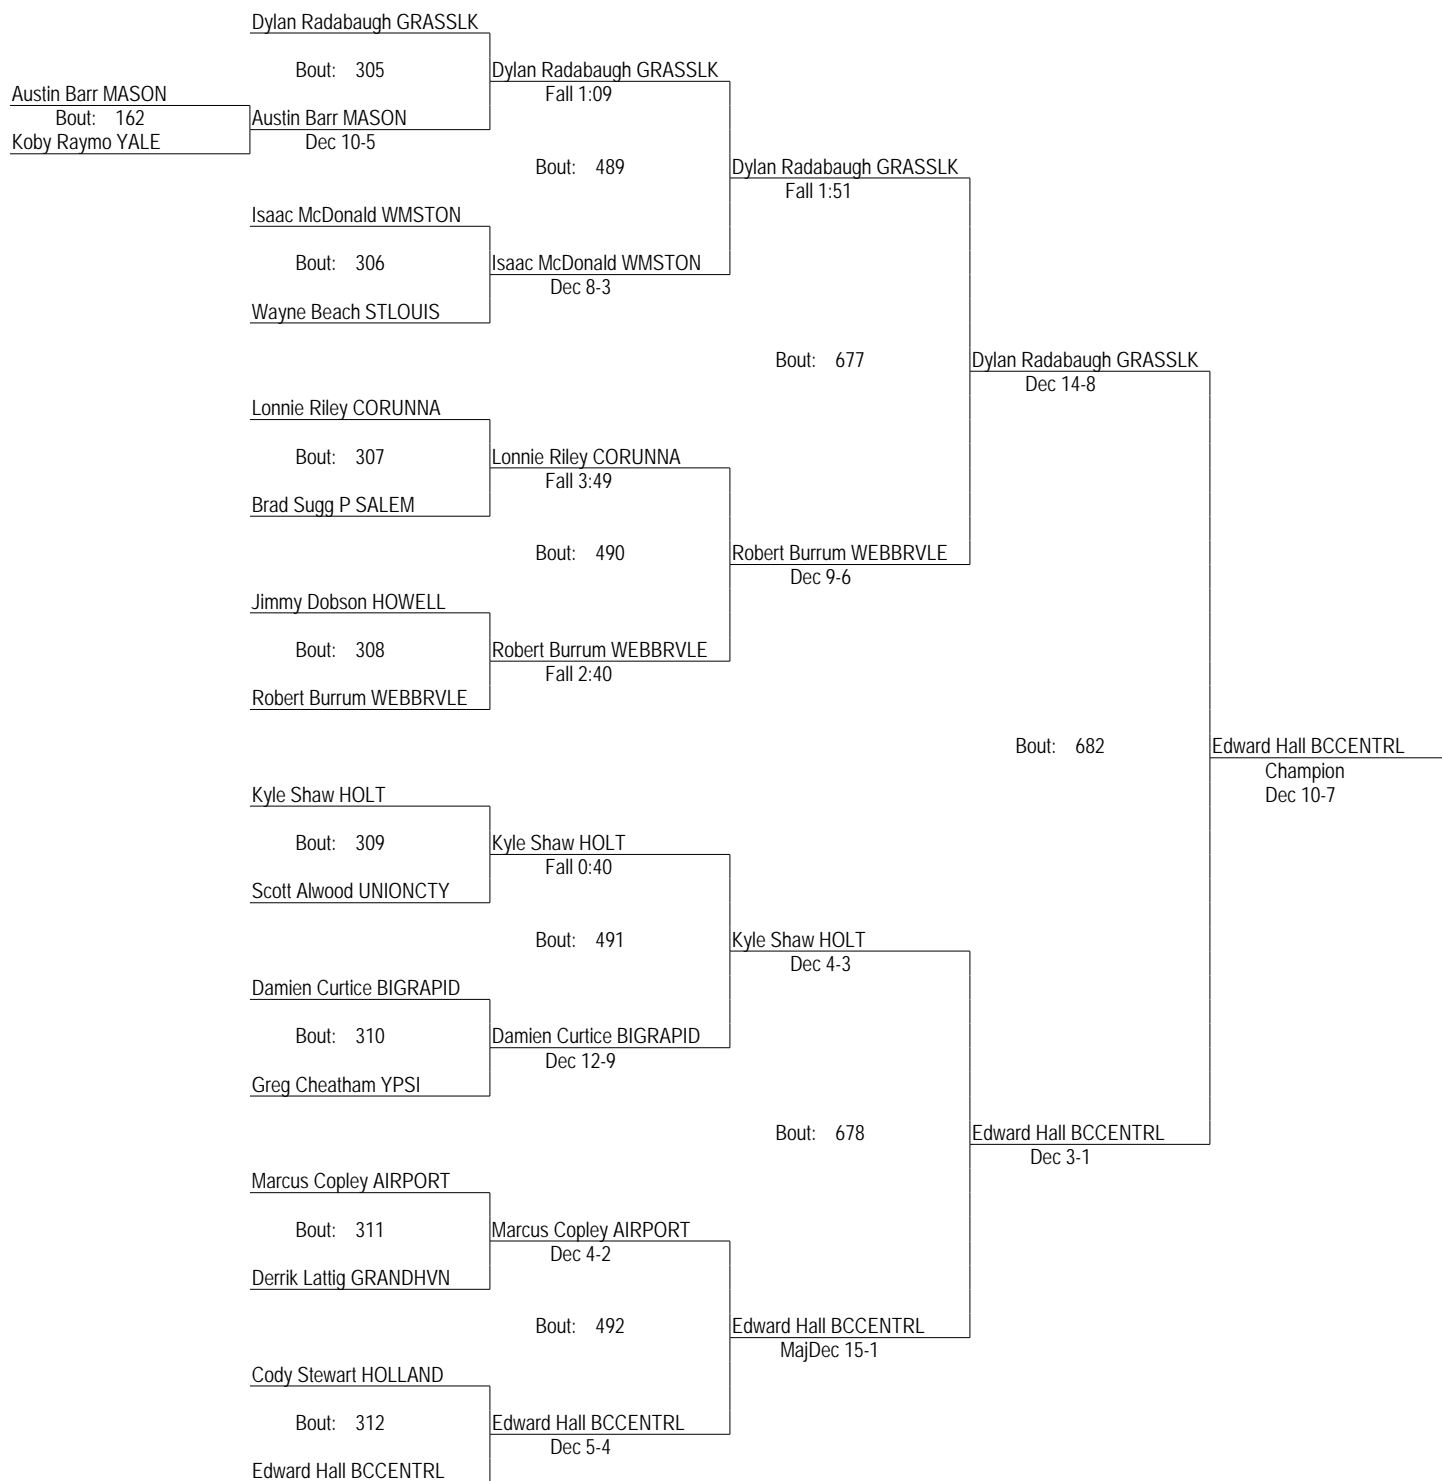 Dylan Radabaugh GRASSLK
Bout: 305
Dylan Radabaugh GRASSLK
Fall 1:09
Austin Barr MASON
Bout: 162
Koby Raymo YALE
Austin Barr MASON
Dec 10-5
Bout: 489
Dylan Radabaugh GRASSLK
Fall 1:51
Isaac McDonald WMSTON
Bout: 306
Isaac McDonald WMSTON
Dec 8-3
Wayne Beach STLOUIS
Bout: 677
Dylan Radabaugh GRASSLK
Dec 14-8
Lonnie Riley CORUNNA
Bout: 307
Lonnie Riley CORUNNA
Fall 3:49
Brad Sugg P SALEM
Bout: 490
Robert Burrum WEBBRVLE
Dec 9-6
Jimmy Dobson HOWELL
Bout: 308
Robert Burrum WEBBRVLE
Fall 2:40
Robert Burrum WEBBRVLE
Bout: 682
Edward Hall BCCENTRL
Champion
Dec 10-7
Kyle Shaw HOLT
Bout: 309
Kyle Shaw HOLT
Fall 0:40
Scott Alwood UNIONCTY
Bout: 491
Kyle Shaw HOLT
Dec 4-3
Damien Curtice BIGRAPID
Bout: 310
Damien Curtice BIGRAPID
Dec 12-9
Greg Cheatham YPSI
Bout: 678
Edward Hall BCCENTRL
Dec 3-1
Marcus Copley AIRPORT
Bout: 311
Marcus Copley AIRPORT
Dec 4-2
Derrik Lattig GRANDHVN
Bout: 492
Edward Hall BCCENTRL
MajDec 15-1
Cody Stewart HOLLAND
Bout: 312
Edward Hall BCCENTRL
Dec 5-4
Edward Hall BCCENTRL